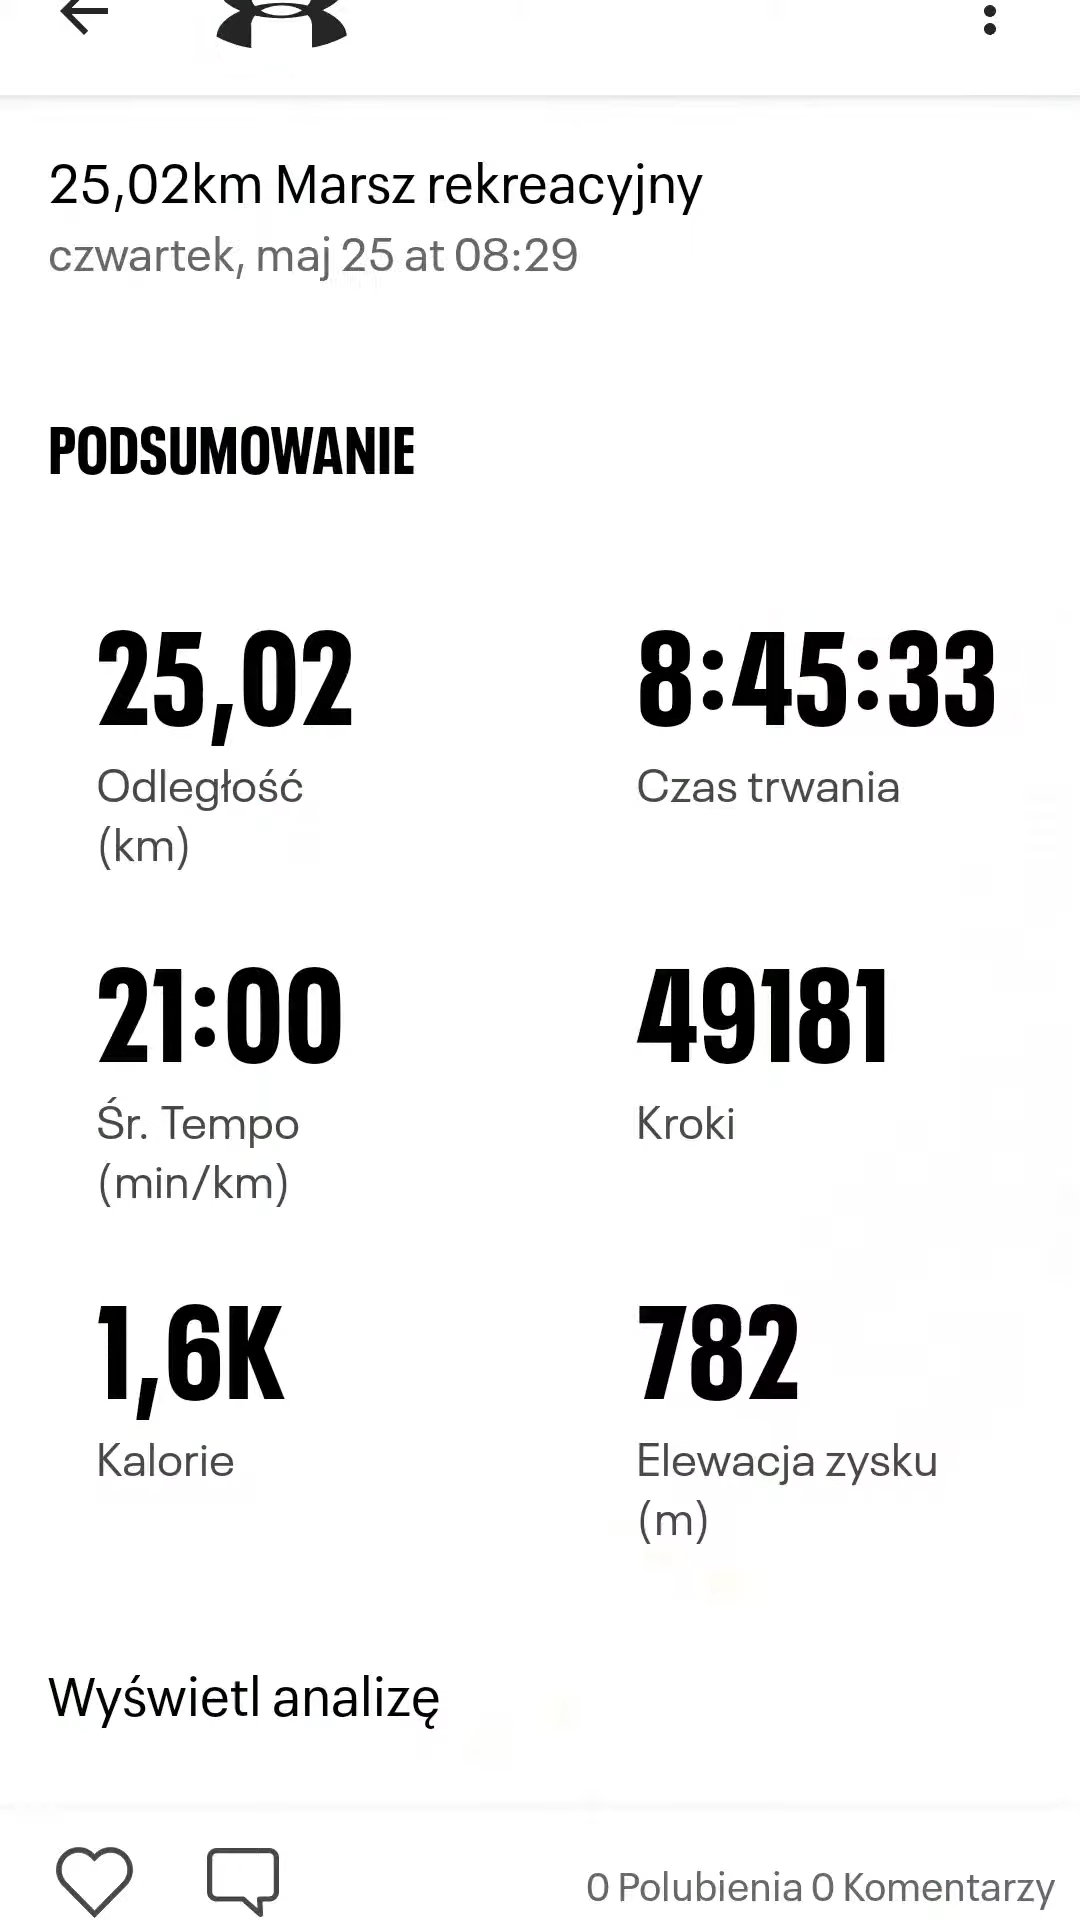 25,02km Marsz rekreacyjny
czwartek, maj 25 at 08:29
PODSUMOWANIE
25,02
Odległość
(km)
8:45:33
Czas trwania
21:00
Śr. Tempo
(min/km)
49181
Kroki
1,6K
Kalorie
782
Elewacja zysku
(m)
Wyświetl analizę
0 Polubienia 0 Komentarzy